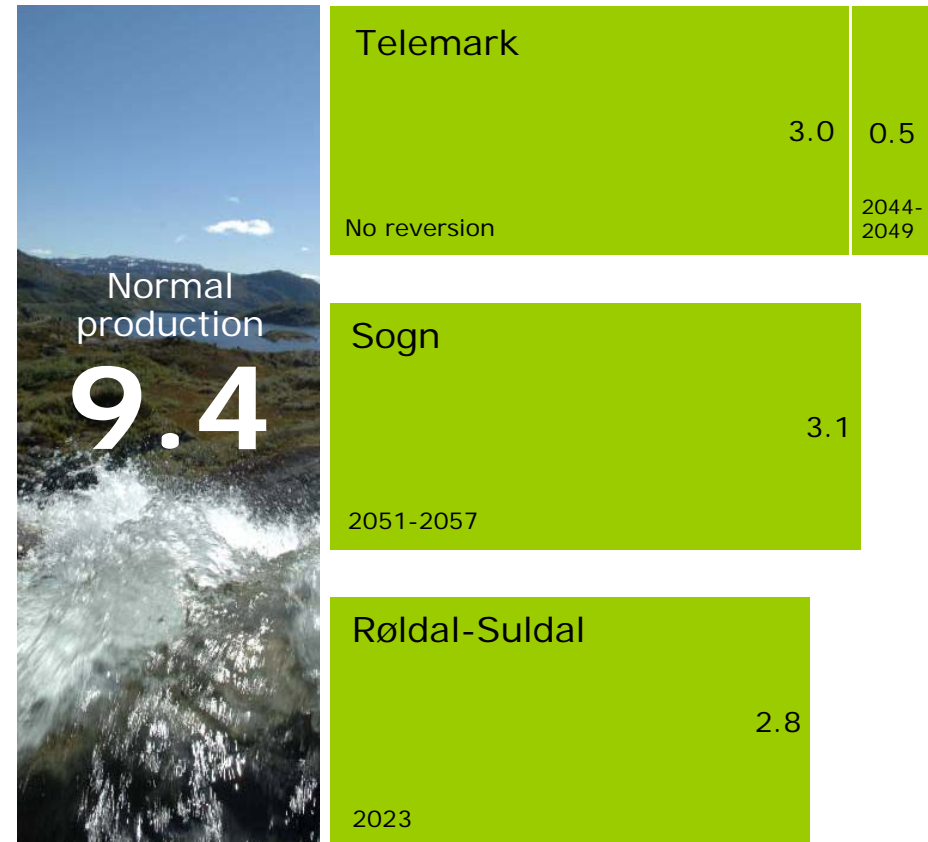 Normal
production
9.4
Telemark
3.0
0.5
No reversion
2044-
2049
Sogn
3.1
2051-2057
Røldal-Suldal
2.8
2023